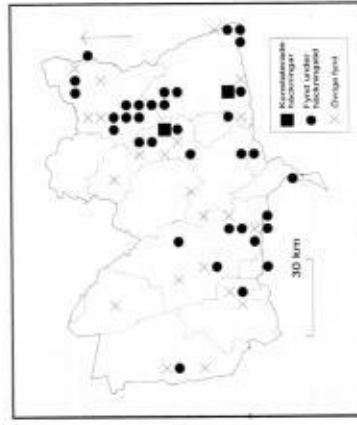 Konstaterade
häckningar
Fynd under
häckningstid
Övriga fynd
30 km